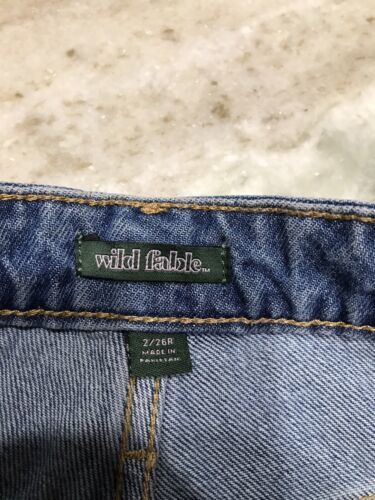 wild fable™
2/26R
MADE IN
PAKISTAN